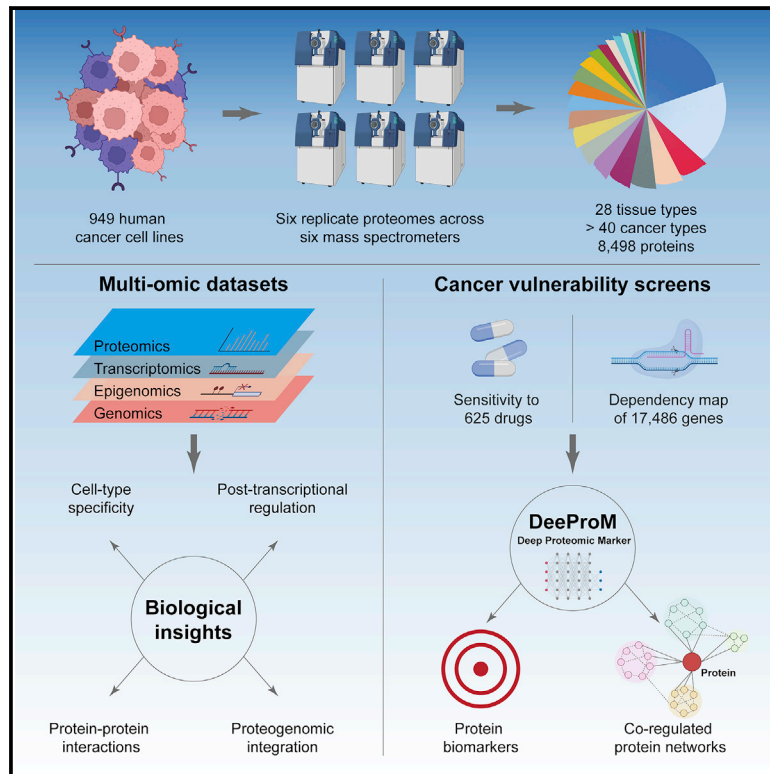 949 human
cancer cell lines
Six replicate proteomes across
six mass spectrometers
28 tissue types
> 40 cancer types
8,498 proteins
Multi-omic datasets
Proteomics
Transcriptomics
Epigenomics
Genomics
Cell-type
specificity
Post-transcriptional
regulation
Biological
insights
Protein-protein
interactions
Proteogenomic
integration
Cancer vulnerability screens
Sensitivity to
625 drugs
Dependency map
of 17,486 genes
DeeProM
Deep Proteomic Marker
Protein
Protein
biomarkers
Co-regulated
protein networks